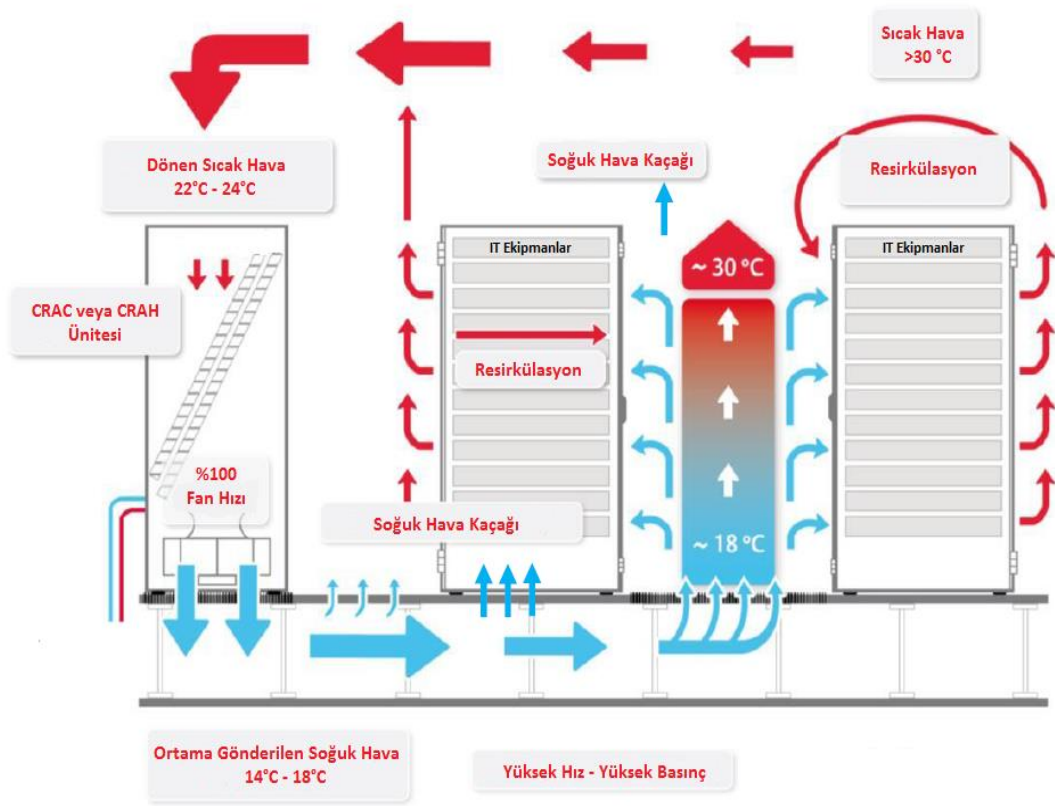 Sıcak Hava
>30 °C
Dönen Sıcak Hava
22°C - 24°C
Soğuk Hava Kaçağı
Resirkülasyon
IT Ekipmanlar
IT Ekipmanlar
~ 30 °C
CRAC veya CRAH
Ünitesi
Resirkülasyon
%100
Fan Hızı
Soğuk Hava Kaçağı
~ 18 °C
Ortama Gönderilen Soğuk Hava
14°C - 18°C
Yüksek Hız - Yüksek Basınç